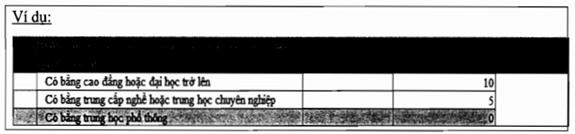 Ví dụ:
Có bằng cao đẳng hoặc đại học trở lên 10
Có bằng trung cấp nghề hoặc trung học chuyên nghiệp 5
Có bằng trung học phổ thông 0